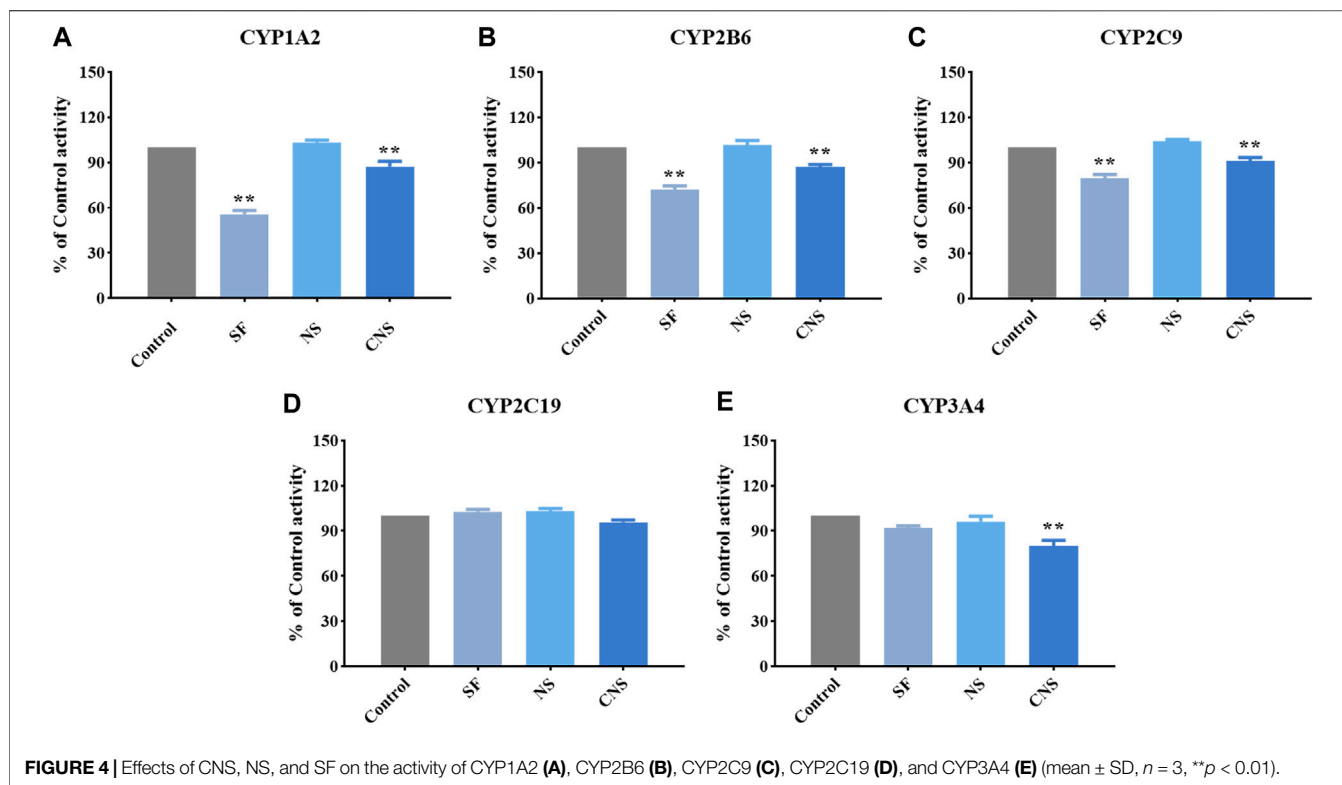 A
CYP1A2
% of Control activity
150
120
90
60
30
0
**
**
Control
SF
NS
CNS
B
CYP2B6
% of Control activity
150
120
90
60
30
0
**
**
Control
SF
NS
CNS
C
CYP2C9
% of Control activity
150
120
90
60
30
0
**
**
Control
SF
NS
CNS
D
CYP2C19
% of Control activity
150
120
90
60
30
0
Control
SF
NS
CNS
E
CYP3A4
% of Control activity
150
120
90
60
30
0
**
Control
SF
NS
CNS
FIGURE 4 | Effects of CNS, NS, and SF on the activity of CYP1A2 (A), CYP2B6 (B), CYP2C9 (C), CYP2C19 (D), and CYP3A4 (E) (mean ± SD, n = 3, **p < 0.01).